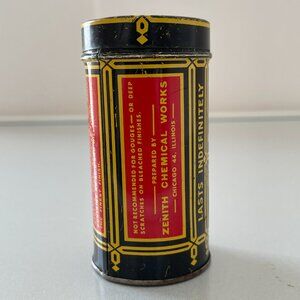 NOT RECOMMENDED FOR GOUGES — OR DEEP
SCRATCHES ON BLEACHED FINISHES.
— PREPARED BY —
ZENITH CHEMICAL WORKS
— CHICAGO 44, ILLINOIS —
LASTS INDEFINITELY